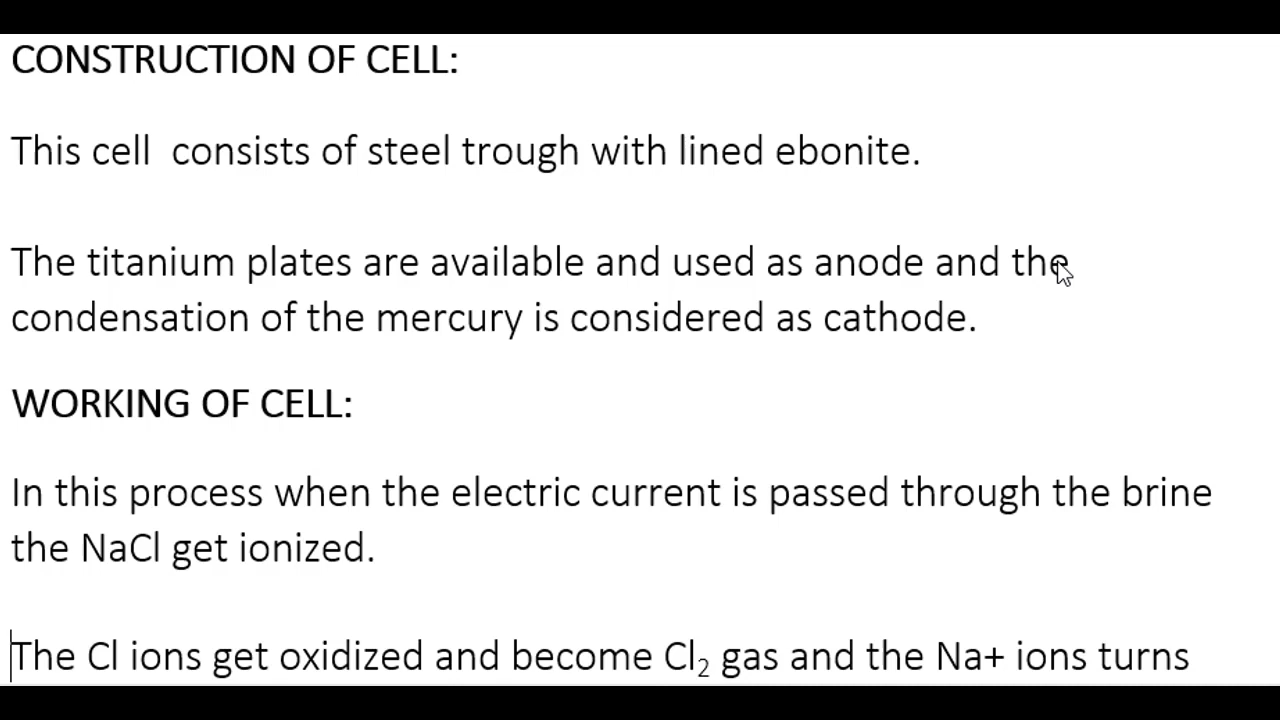 CONSTRUCTION OF CELL:
This cell  consists of steel trough with lined ebonite.
The titanium plates are available and used as anode and the
condensation of the mercury is considered as cathode.
WORKING OF CELL:
In this process when the electric current is passed through the brine
the NaCl get ionized.
The Cl ions get oxidized and become Cl₂ gas and the Na+ ions turns